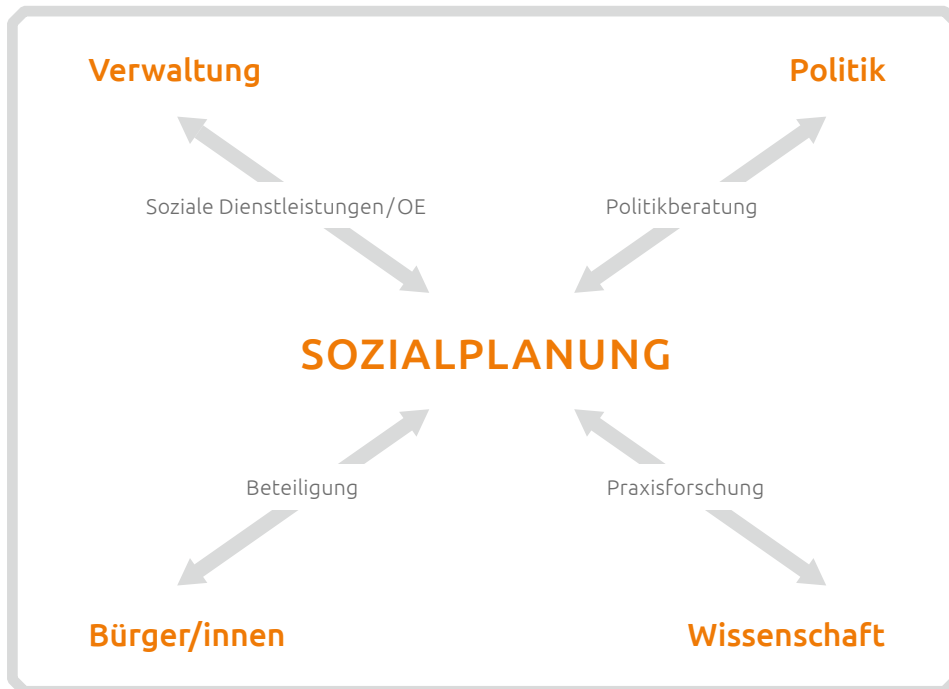 Verwaltung
Politik
Soziale Dienstleistungen/OE
Politikberatung
SOZIALPLANUNG
Beteiligung
Praxisforschung
Bürger/innen
Wissenschaft